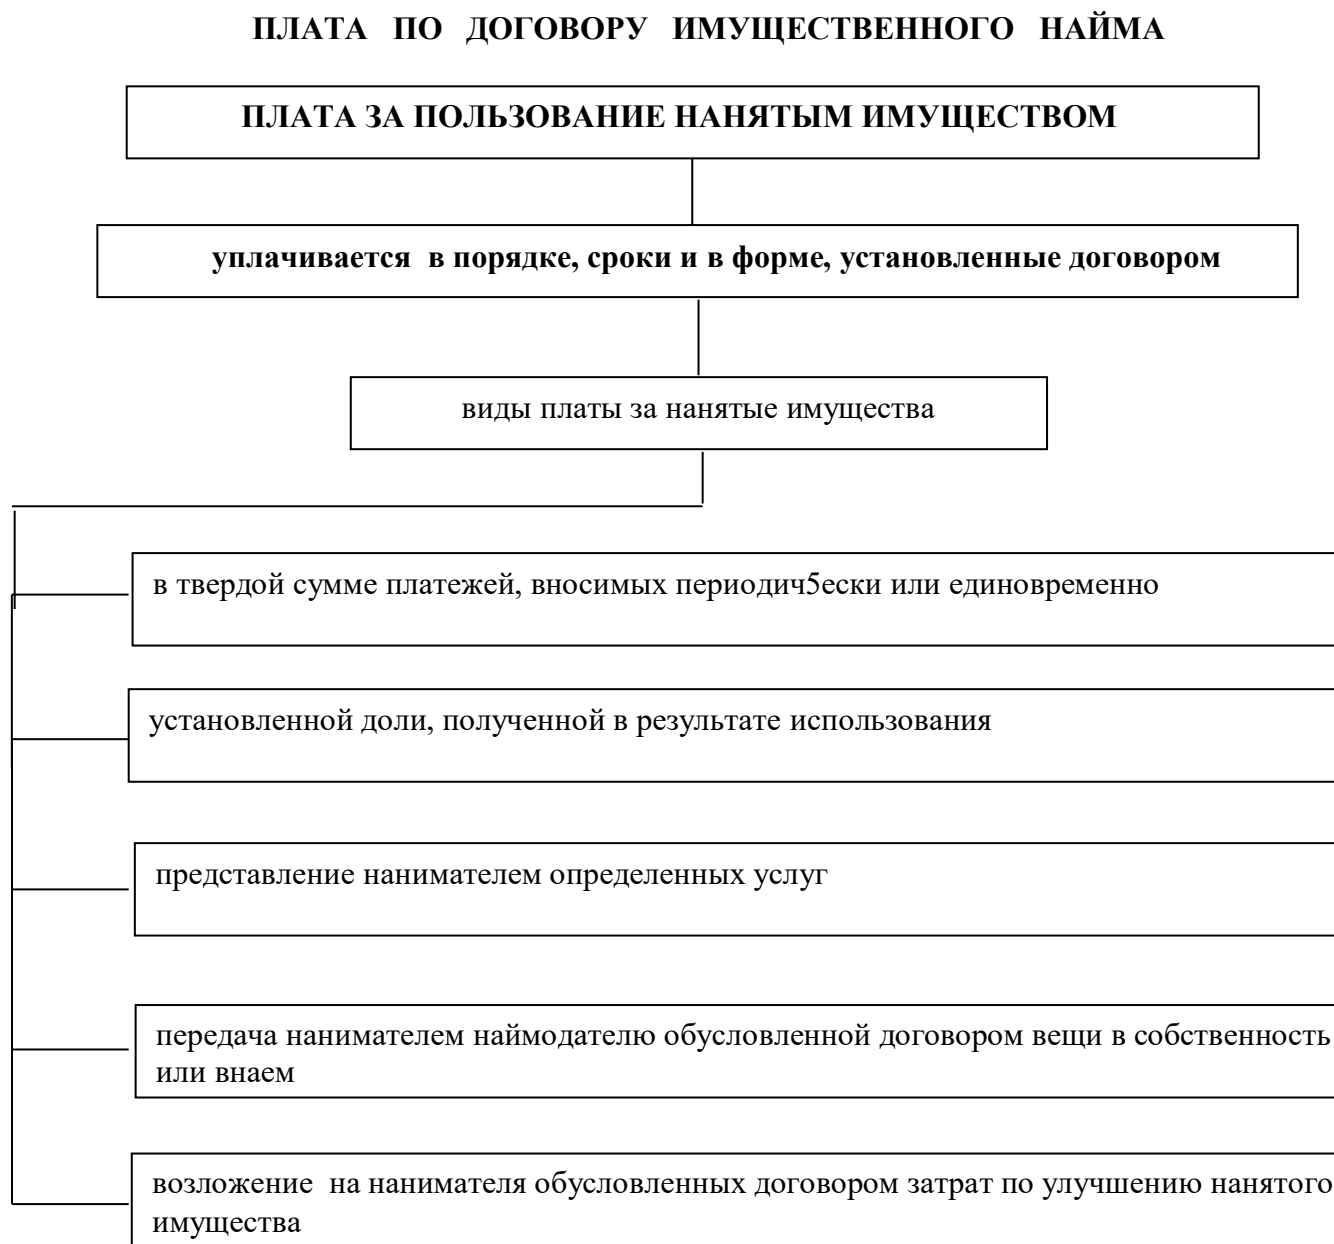 ПЛАТА ПО ДОГОВОРУ ИМУЩЕСТВЕННОГО НАЙМА
ПЛАТА ЗА ПОЛЬЗОВАНИЕ НАНЯТЫМ ИМУЩЕСТВОМ
уплачивается в порядке, сроки и в форме, установленные договором
виды платы за нанятые имущества
в твердой сумме платежей, вносимых периодич5ески или единовременно
установленной доли, полученной в результате использования
представление нанимателем определенных услуг
передача нанимателем наймодателю обусловленной договором вещи в собственность
или внаем
возложение на нанимателя обусловленных договором затрат по улучшению нанятого
имущества